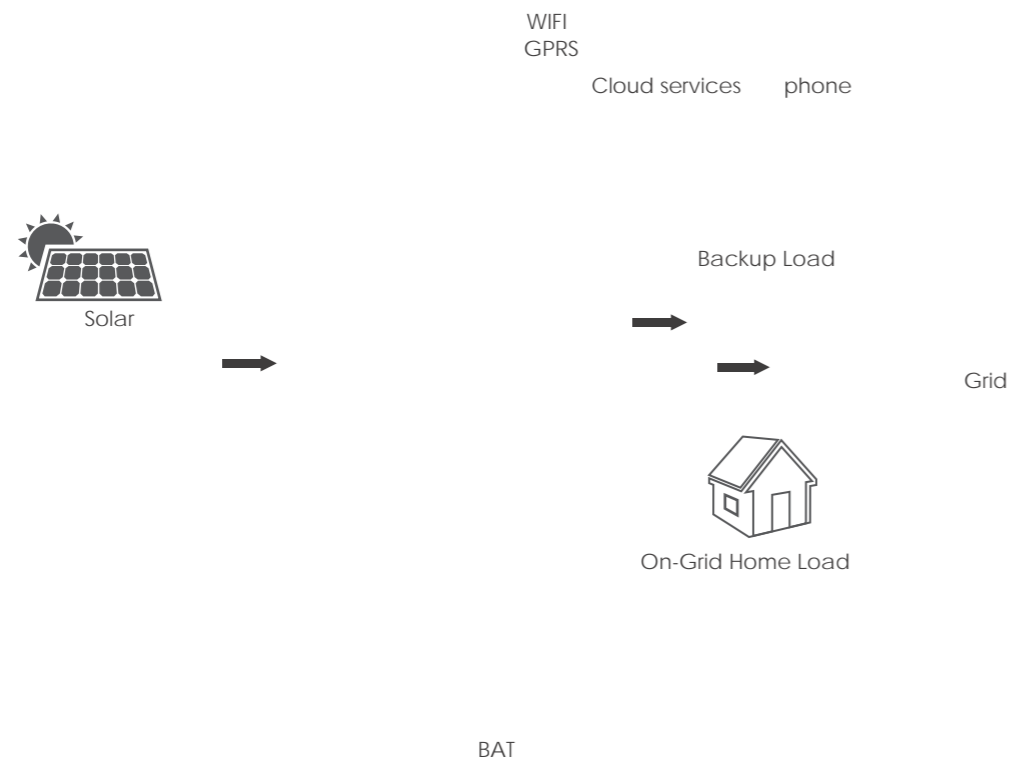 WIFI
GPRS
Cloud services phone
Backup Load
Solar
Grid
On-Grid Home Load
BAT